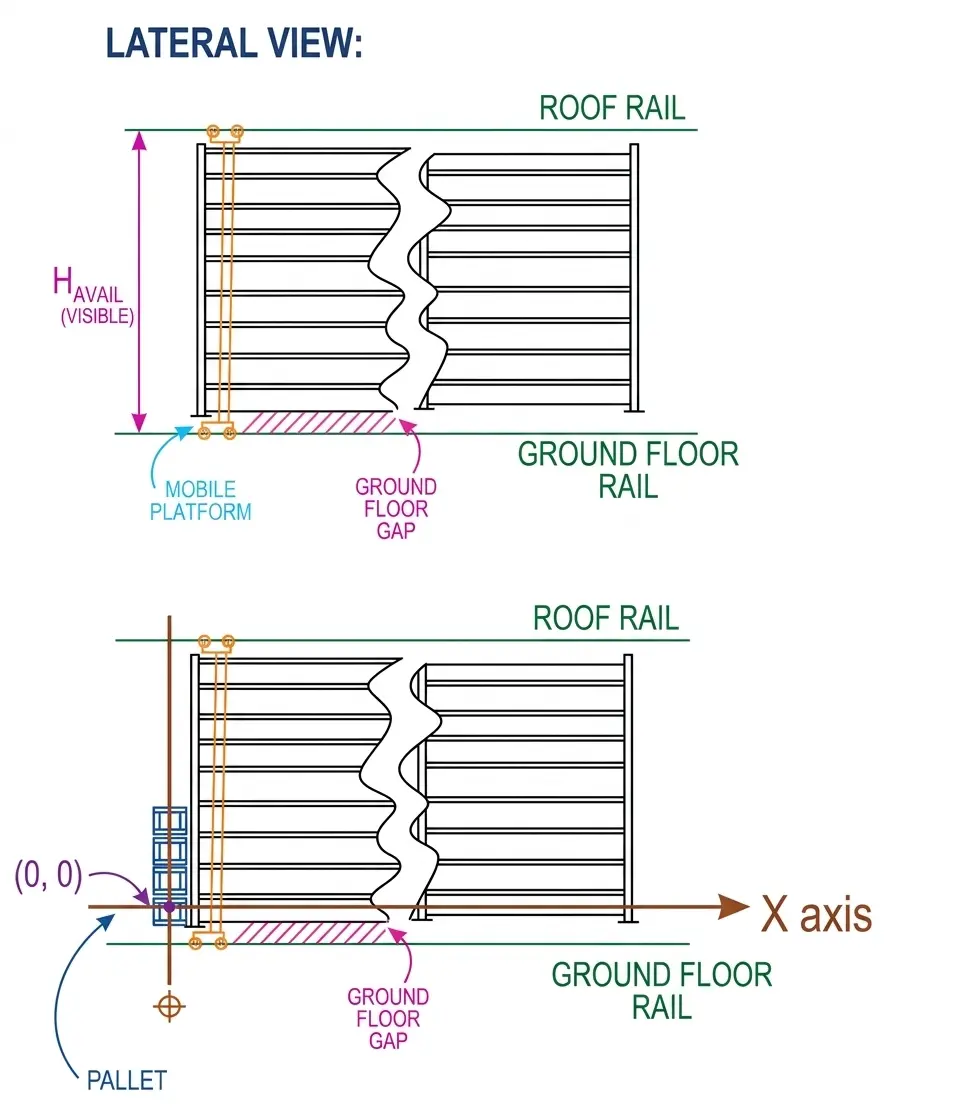 LATERAL VIEW:
ROOF RAIL
H AVAIL
(VISIBLE)
GROUND FLOOR
RAIL
MOBILE
PLATFORM
GROUND
FLOOR
GAP
ROOF RAIL
(0, 0)
X axis
GROUND FLOOR
RAIL
GROUND
FLOOR
GAP
PALLET